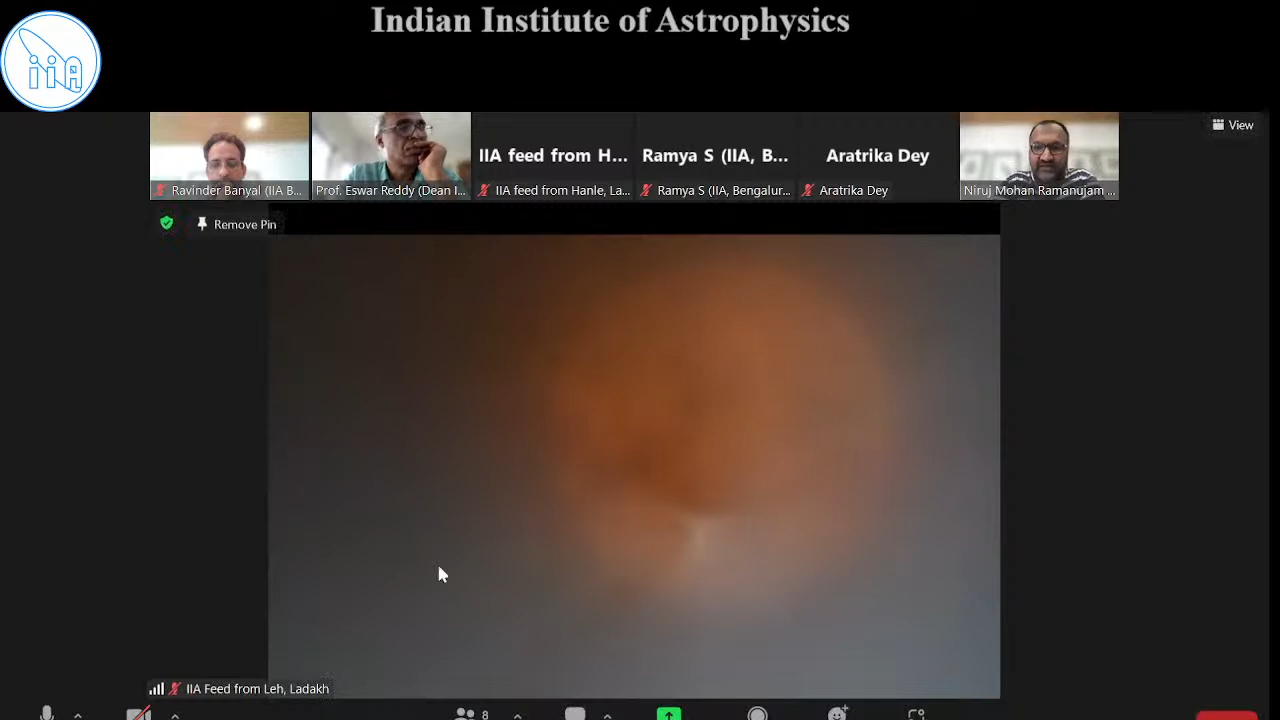 Indian Institute of Astrophysics
iiA
View
IIA feed from H...
Ramya S (IIA, B...
Aratrika Dey
Ravinder Banyal (IIA B...
Prof. Eswar Reddy (Dean I...
IIA feed from Hanle, La...
Ramya S (IIA, Bengalur...
Aratrika Dey
Niruj Mohan Ramanujam ...
Remove Pin
IIA Feed from Leh, Ladakh
8